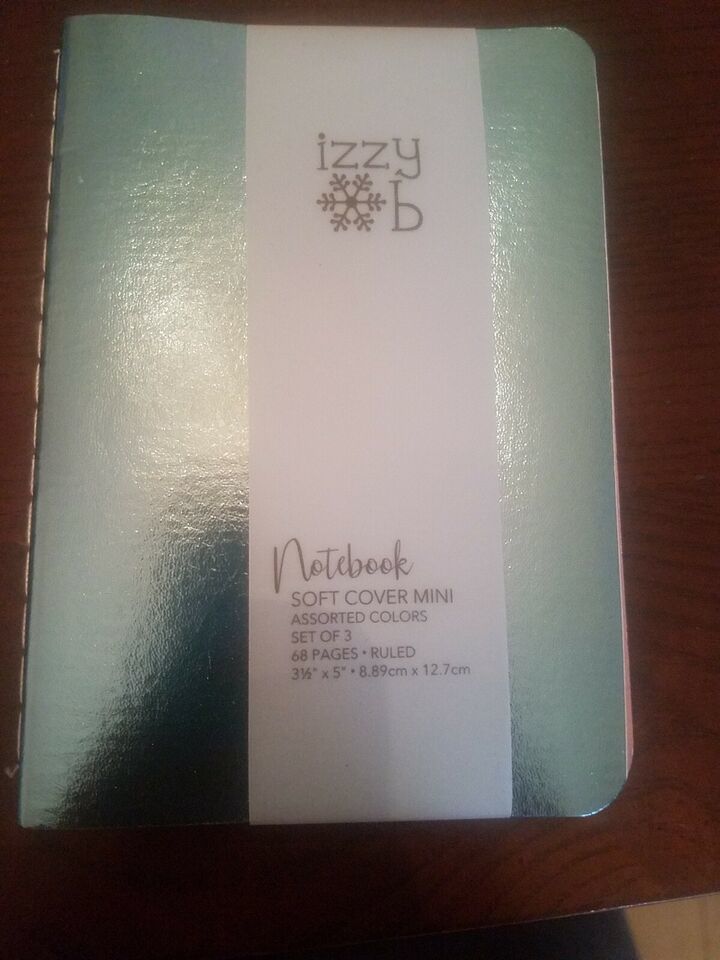 izzy
b
Notebook
SOFT COVER MINI
ASSORTED COLORS
SET OF 3
68 PAGES • RULED
3½" x 5" • 8.89cm x 12.7cm